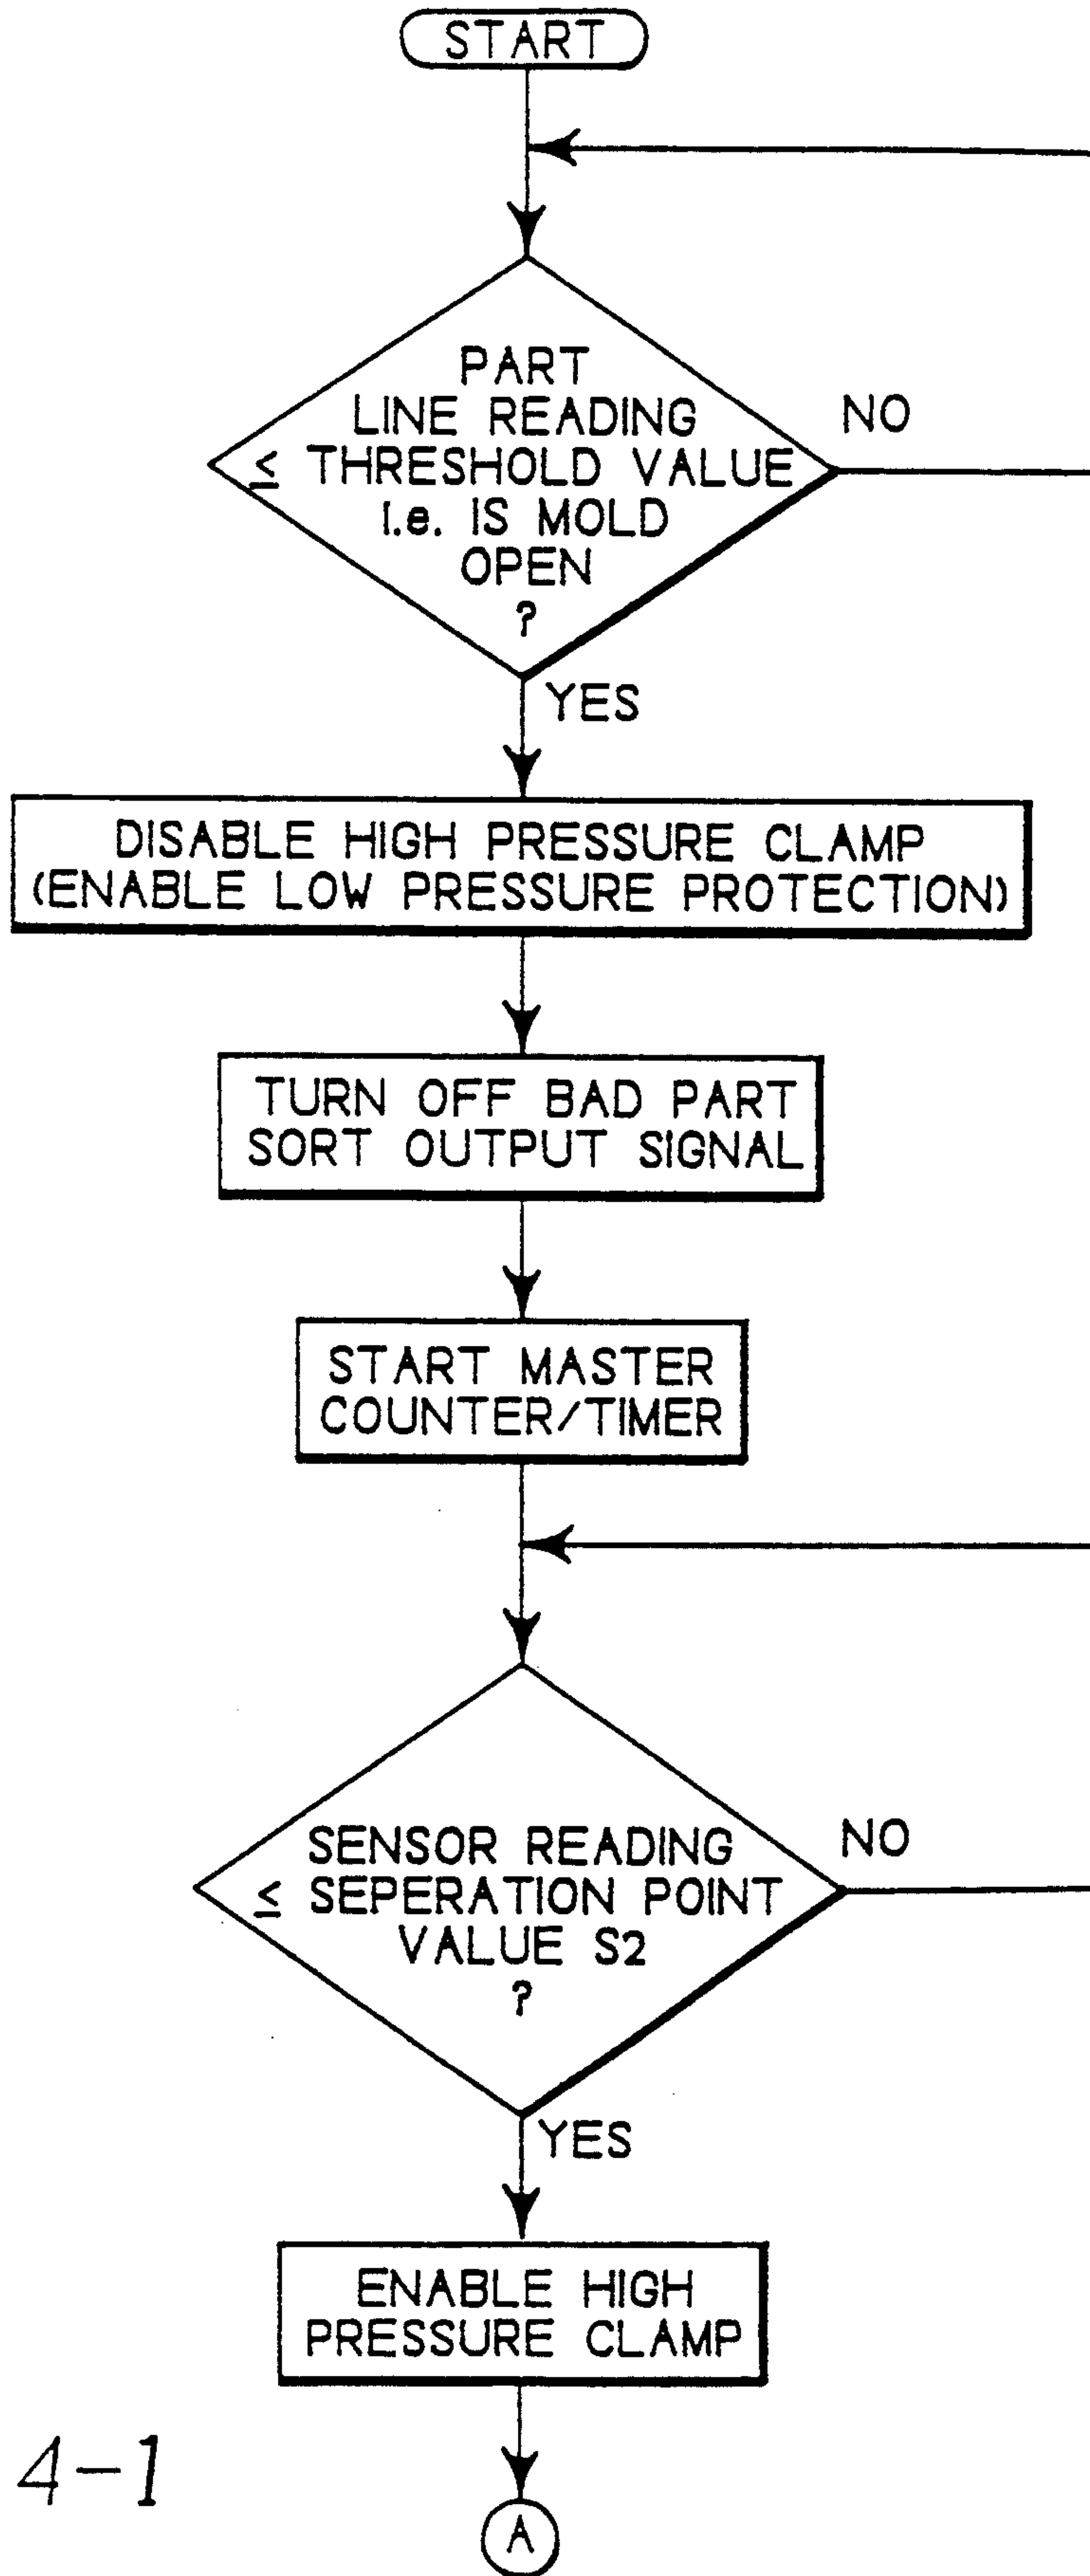 START
PART
LINE READING
≤ THRESHOLD VALUE
i.e. IS MOLD
OPEN
?
NO
YES
DISABLE HIGH PRESSURE CLAMP
(ENABLE LOW PRESSURE PROTECTION)
TURN OFF BAD PART
SORT OUTPUT SIGNAL
START MASTER
COUNTER/TIMER
SENSOR READING
≤ SEPERATION POINT
VALUE S2
?
NO
YES
ENABLE HIGH
PRESSURE CLAMP
4-1
A